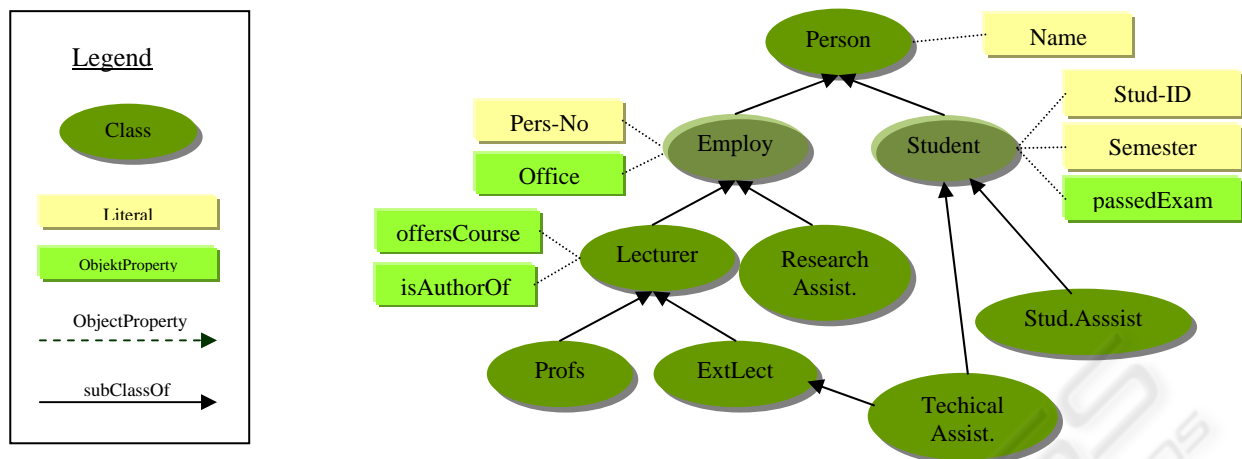 Legend
Class
Literal
ObjektProperty
ObjectProperty
subClassOf
Person
Name
Pers-No
Office
Employ
Student
Stud-ID
Semester
passedExam
offersCourse
isAuthorOf
Lecturer
Research
Assist.
Stud.Asssist
Profs
ExtLect
Techical
Assist.